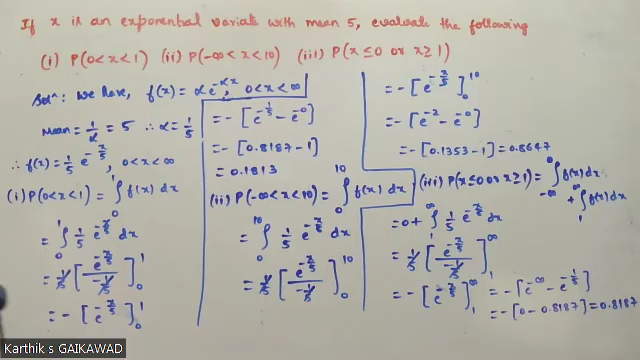 If x is an exponential variate with mean 5, evaluate the following
(i) P(0<x<1) (ii) P(-∞<x<10) (iii) P(x≤0 or x≥1)
Solⁿ: We have, f(x) = αe^{-αx}, 0<x<∞
Mean = 1/α = 5 ∴ α = 1/5
∴ f(x) = 1/5 e^{-x/5}, 0<x<∞
(i) P(0<x<1) = ∫₀¹ f(x) dx
= ∫₀¹ 1/5 e^{-x/5} dx
= 1/5 [e^{-x/5} / -1/5]₀¹
= -[e^{-x/5}]₀¹
= -[e^{-1/5} - e^{-0}]
= -[0.8187 - 1]
= 0.1813
(ii) P(-∞<x<10) = ∫₀¹⁰ f(x) dx
= ∫₀¹⁰ 1/5 e^{-x/5} dx
= 1/5 [e^{-x/5} / -1/5]₀¹⁰
= -[e^{-x/5}]₀¹⁰
= -[e^{-2} - e^{-0}]
= -[0.1353 - 1] = 0.8647
(iii) P(x≤0 or x≥1) = ∫_{-∞}^0 f(x) dx
+ ∫₁^∞ f(x) dx
= 0 + ∫₁^∞ 1/5 e^{-x/5} dx
= 1/5 [e^{-x/5} / -1/5]₁^∞
= -[e^{-x/5}]₁^∞ = -[e^{-∞} - e^{-1/5}]
= -[0 - 0.8187] = 0.8187
Karthik s GAIKAWAD